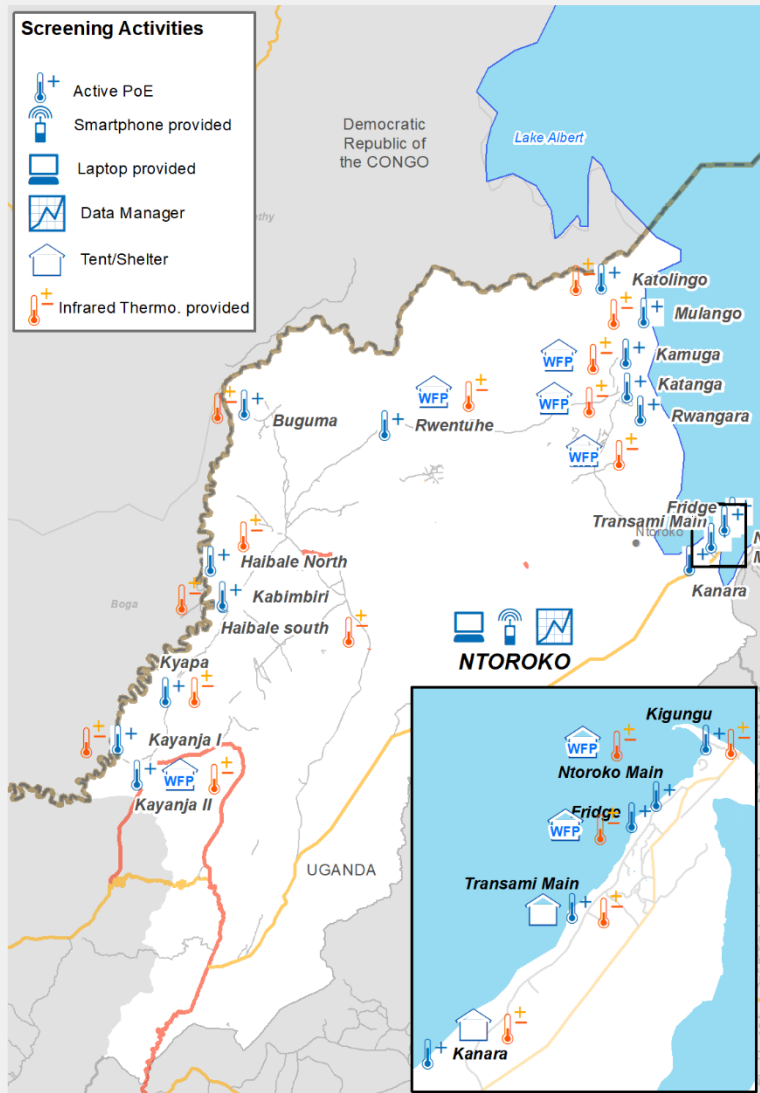 Screening Activities
Active PoE
Smartphone provided
Laptop provided
Data Manager
Tent/Shelter
Infrared Thermo. provided
Democratic
Republic of
the CONGO
Lake Albert
Katolingo
Mulango
WFP
Kamuga
WFP
Katanga
WFP
Rwangara
Buguma
Rwentuhe
WFP
Fridge
Transami Main
Ntoroko
Haibale North
Kanara
Boga
Kabimbiri
Haibale south
NTOROKO
Kyapa
Kayanja I
WFP
Kayanja II
UGANDA
Kigungu
WFP
Ntoroko Main
Fridge
WFP
Transami Main
Kanara